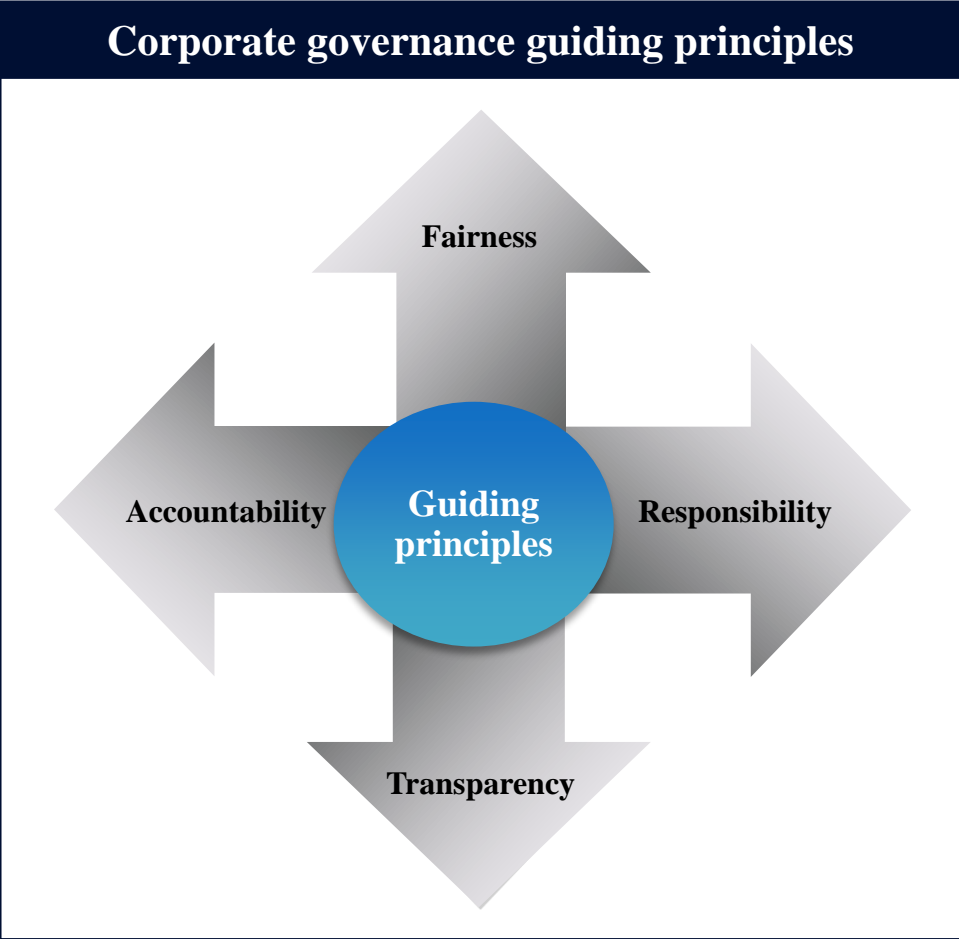 Corporate governance guiding principles
Fairness
Accountability
Guiding
principles
Responsibility
Transparency